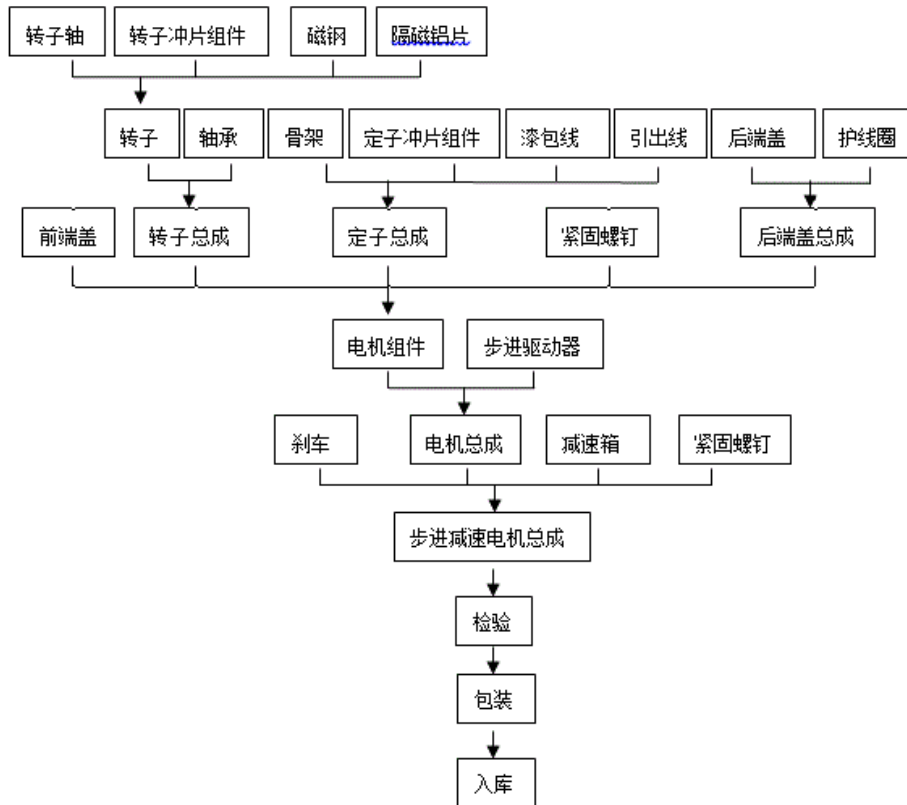 转子轴 转子冲片组件 磁钢 隔磁铝片
转子 轴承 骨架 定子冲片组件 漆包线 引出线 后端盖 护线圈
前端盖 转子总成 定子总成 紧固螺钉 后端盖总成
电机组件 步进驱动器
刹车 电机总成 减速箱 紧固螺钉
步进减速电机总成
检验
包装
入库